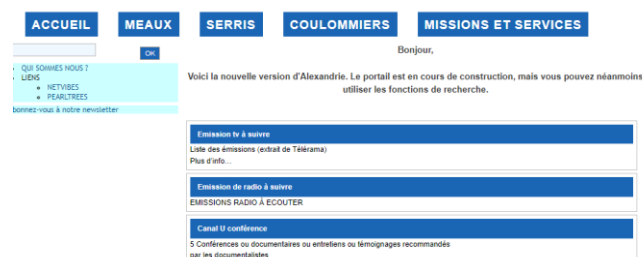 ACCUEIL MEAUX SERRIS COULOMMIERS MISSIONS ET SERVICES
OK
QUI SOMMES NOUS ?
LIENS
NETVIBES
PEARLTREES
bonnez-vous à notre newsletter
Bonjour,
Voici la nouvelle version d'Alexandrie. Le portail est en cours de construction, mais vous pouvez néanmoins
utiliser les fonctions de recherche.
Emission tv à suivre
Liste des émissions (extrait de Télérama)
Plus d'info...
Emission de radio à suivre
EMISSIONS RADIO À ECOUTER
Canal U conférence
5 Conférences ou documentaires ou entretiens ou témoignages recommandés
par les documentalistes